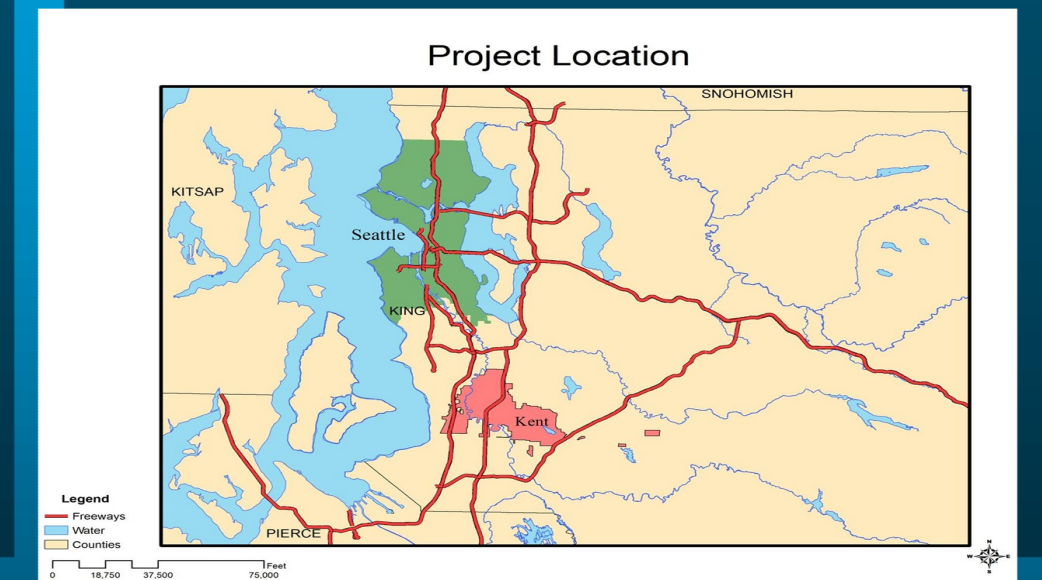 Project Location
SNOHOMISH
KITSAP
Seattle
KING
Kent
PIERCE
Legend
Freeways
Water
Counties
Feet
0 18,750 37,500 75,000
N
W E
S